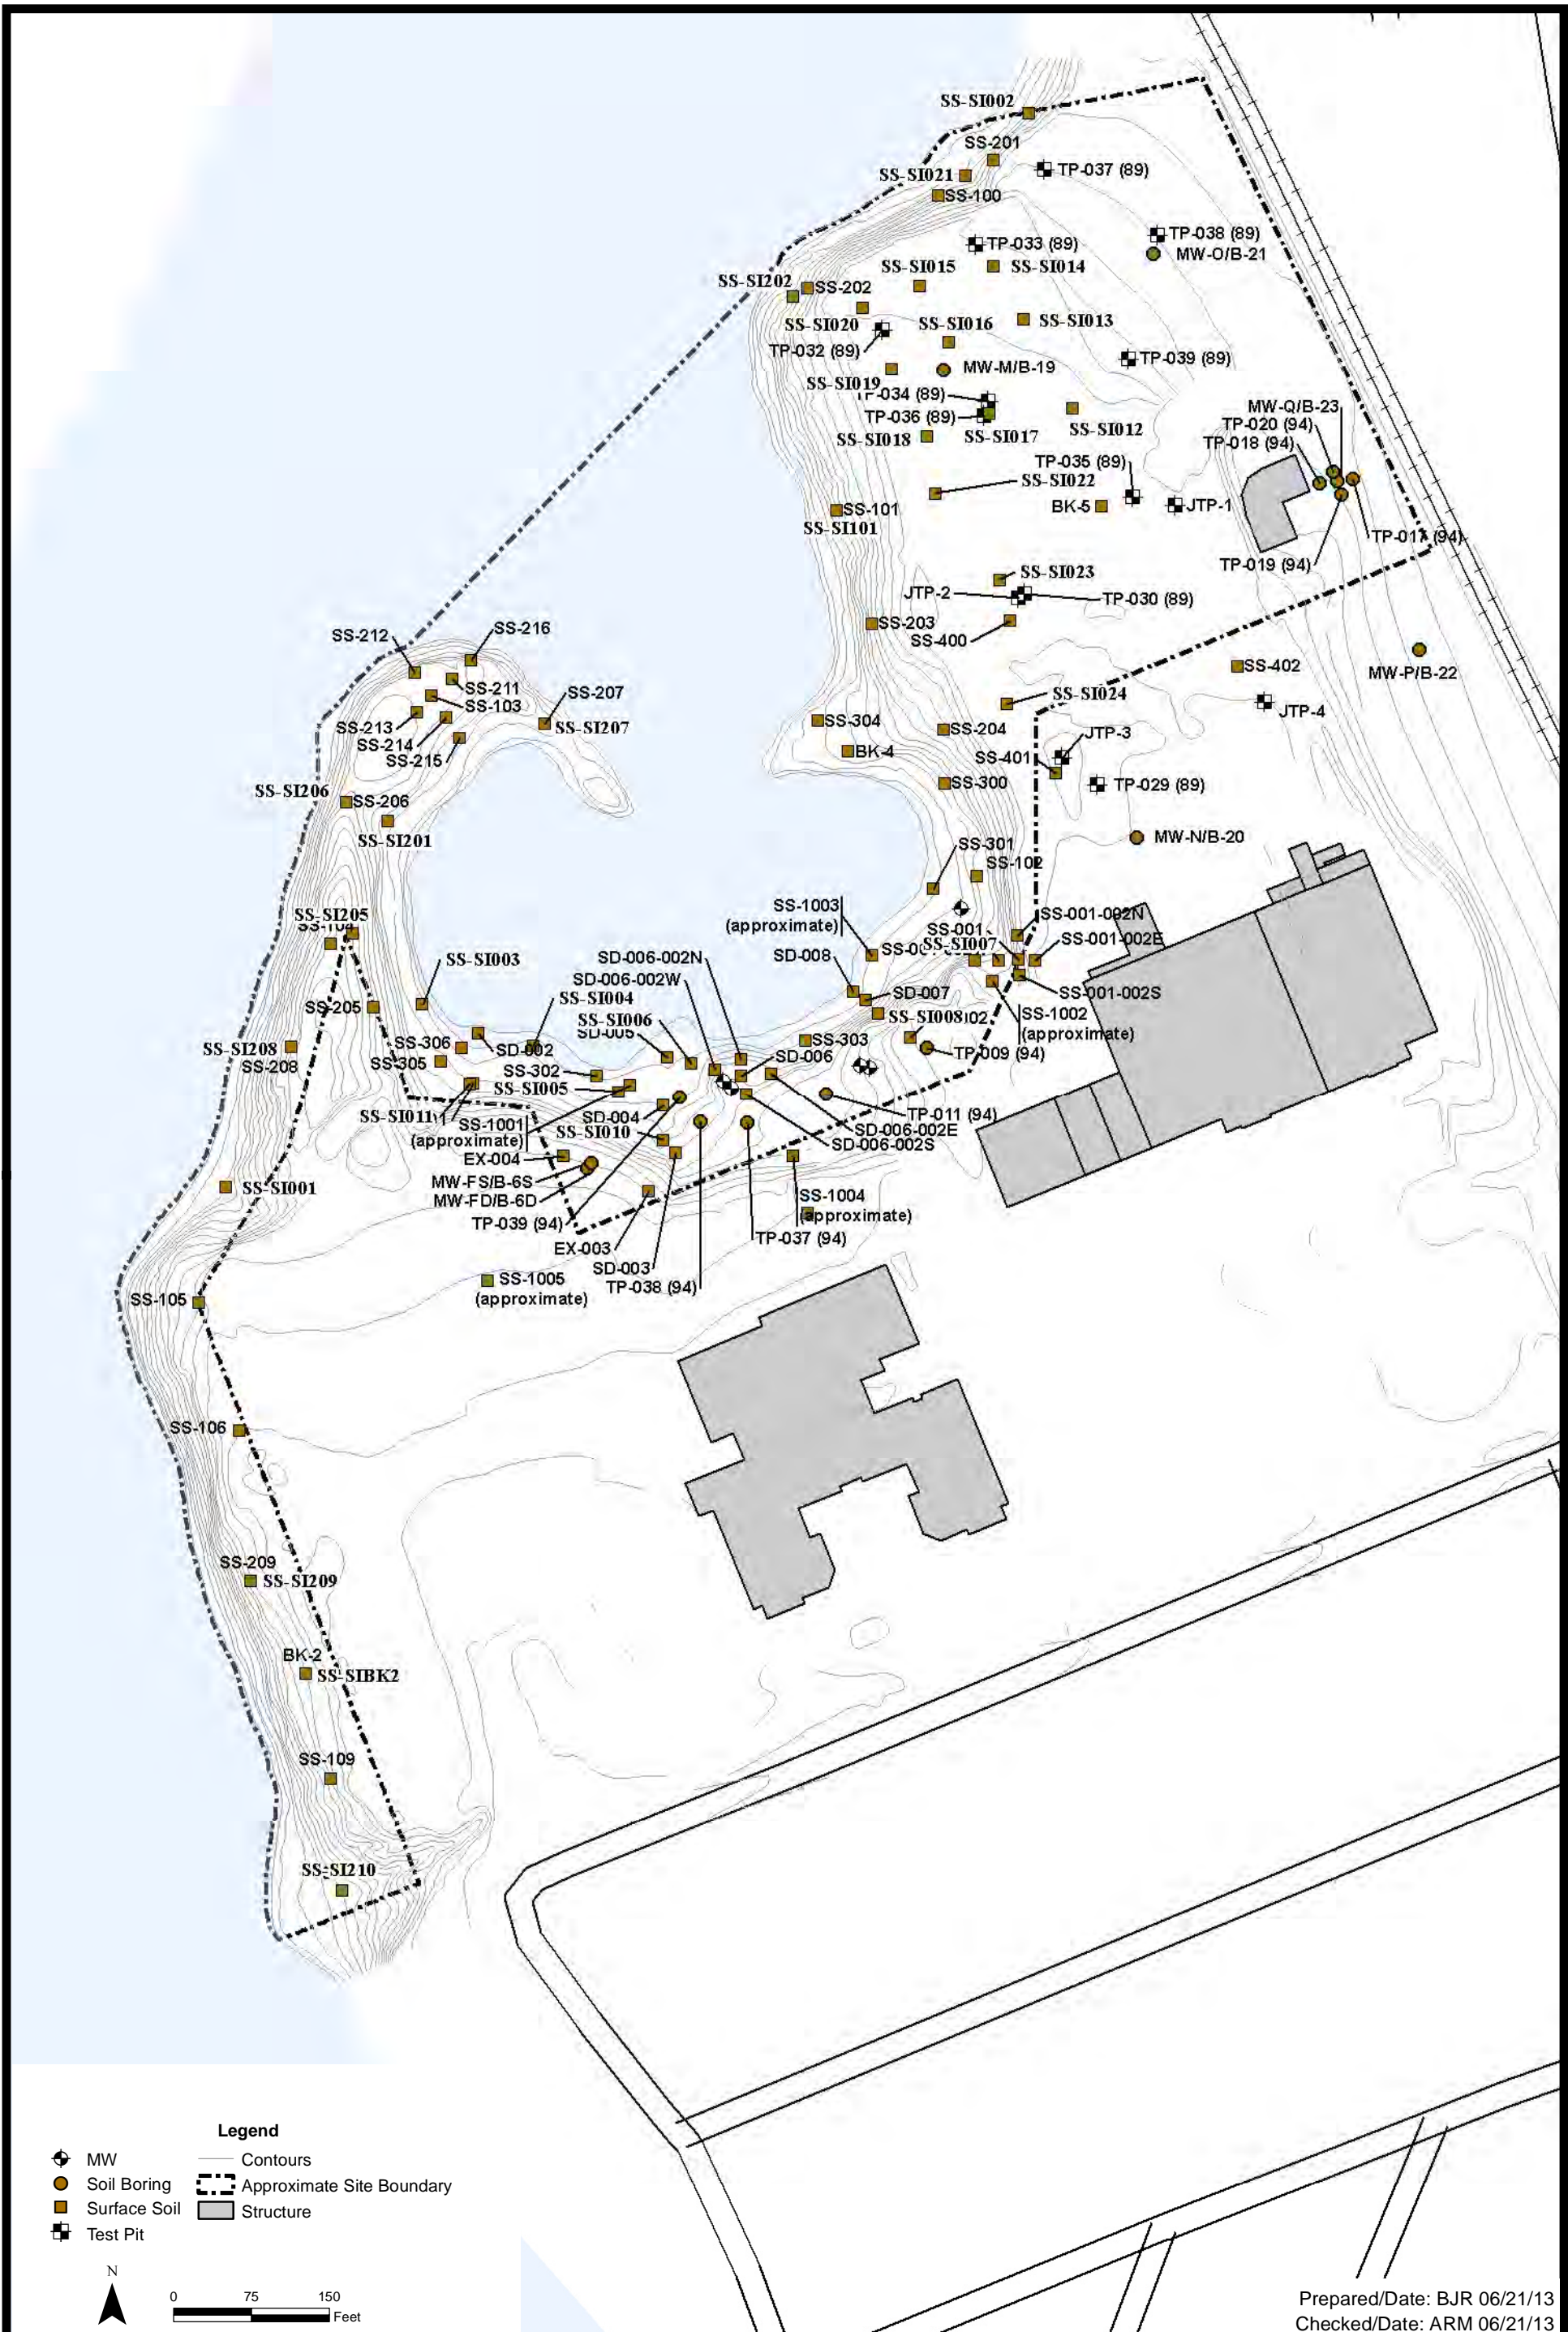 SS-SI002
SS-201
TP-037 (89)
SS-SI021
SS-100
TP-038 (89)
TP-033 (89)
MW-O/B-21
SS-SI015
SS-SI014
SS-SI202
SS-202
SS-SI020
SS-SI016
SS-SI013
TP-032 (89)
TP-039 (89)
MW-M/B-19
SS-SI019
-034 (89)
MW-Q/B-23
TP-036 (89)
TP-020 (94)
SS-SI018
SS-SI017
SS-SI012
TP-018 (94)
TP-035 (89)
SS-SI022
SS-101
BK-5
JTP-1
SS-SI101
TP-017 (94)
TP-019 (94)
SS-SI023
JTP-2
TP-030 (89)
SS-203
SS-216
SS-212
SS-400
SS-402
MW-P/B-22
SS-211
SS-207
SS-103
SS-SI024
JTP-4
SS-213
SS-SI207
SS-304
SS-204
JTP-3
SS-214
SS-215
BK-4
SS-401
SS-300
TP-029 (89)
SS-SI206
SS-206
SS-SI201
MW-N/B-20
SS-301
SS-102
SS-1003
(approximate)
SS-SI205
SS-001-002N
SS-001
SS-SI007
SS-001-002E
SD-006-002N
SD-008
SS-SI003
SD-006-002W
SS-SI004
SD-007
SS-001-002S
SS-205
SS-SI006
SS-SI008
SS-1002
(approximate)
SD-005
SS-SI208
SS-306
SD-002
SS-303
SS-208
SS-305
SD-006
TP-009 (94)
SS-302
SS-SI005
SS-SI011
SS-1001
(approximate)
SD-004
TP-011 (94)
SS-SI010
SD-006-002E
SD-006-002S
EX-004
MW-FS/B-6S
SS-SI001
MW-FD/B-6D
SS-1004
(approximate)
TP-039 (94)
TP-037 (94)
EX-003
SD-003
SS-1005
(approximate)
TP-038 (94)
SS-105
SS-106
SS-209
SS-SI209
BK-2
SS-SIBK2
SS-109
SS-SI210
Legend
MW
Contours
Soil Boring
Approximate Site Boundary
Surface Soil
Structure
Test Pit
N
0 75 150
Feet
Prepared/Date: BJR 06/21/13
Checked/Date: ARM 06/21/13